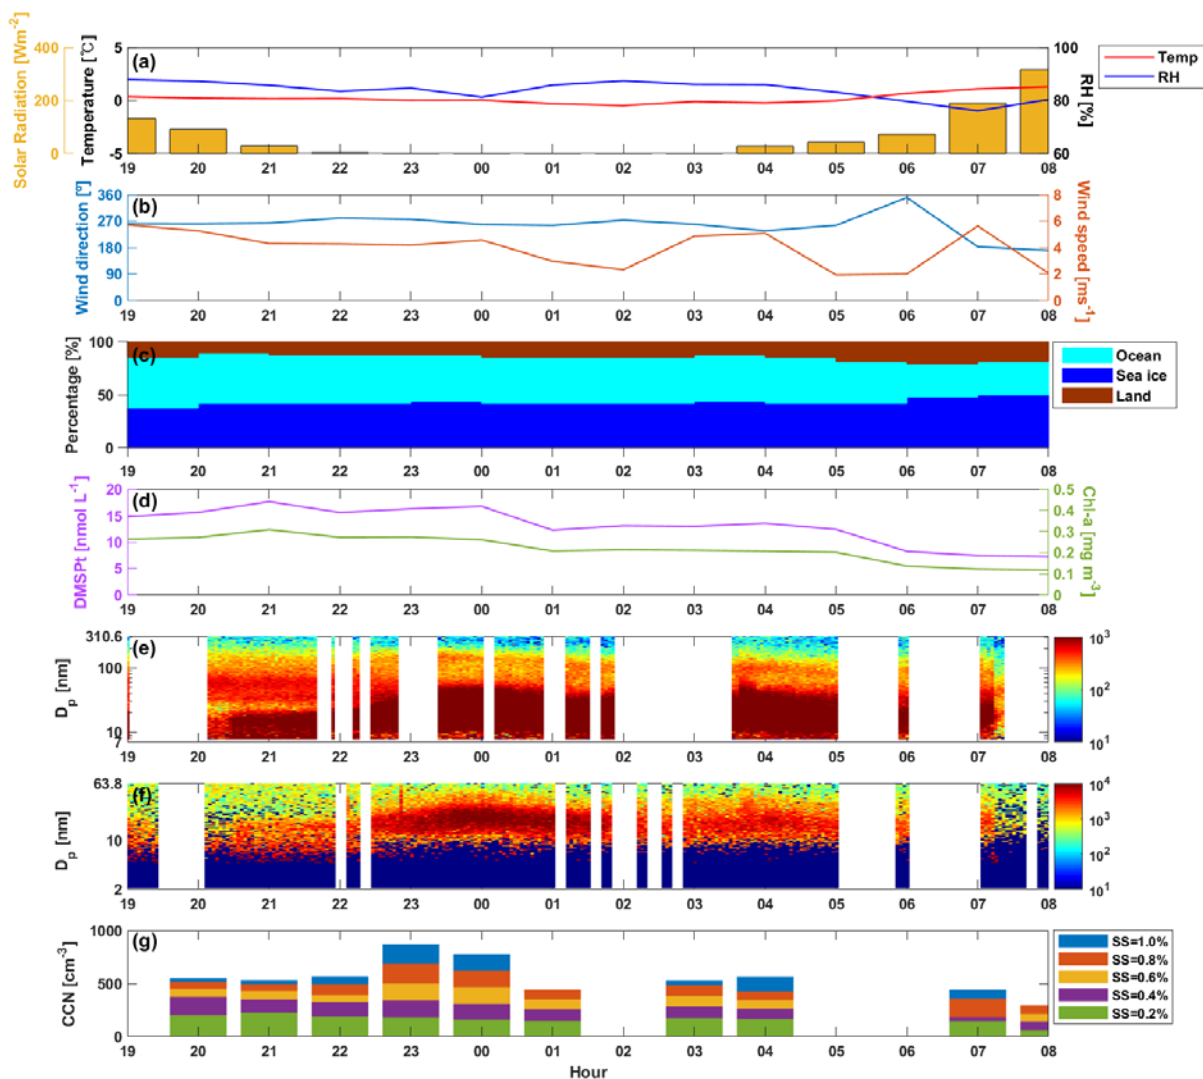 Solar Radiation [Wm-2]
400
200
0
Temperature [℃]
5
0
-5
(a)
100
80
60
RH [%]
Temp
RH
19 20 21 22 23 00 01 02 03 04 05 06 07 08
Wind direction [º]
360
270
180
90
0
(b)
8
6
4
2
0
Wind speed [ms-1]
19 20 21 22 23 00 01 02 03 04 05 06 07 08
Percentage [%]
100
50
0
(c)
Ocean
Sea ice
Land
19 20 21 22 23 00 01 02 03 04 05 06 07 08
DMSPt [nmol L-1]
20
15
10
5
0
(d)
0.5
0.4
0.3
0.2
0.1
0
Chl-a [mg m-3]
19 20 21 22 23 00 01 02 03 04 05 06 07 08
Dp [nm]
310.6
100
10
7
(e)
103
102
101
19 20 21 22 23 00 01 02 03 04 05 06 07 08
Dp [nm]
63.8
10
2
(f)
104
103
102
101
19 20 21 22 23 00 01 02 03 04 05 06 07 08
CCN [cm-3]
1000
500
0
(g)
SS=1.0%
SS=0.8%
SS=0.6%
SS=0.4%
SS=0.2%
19 20 21 22 23 00 01 02 03 04 05 06 07 08
Hour